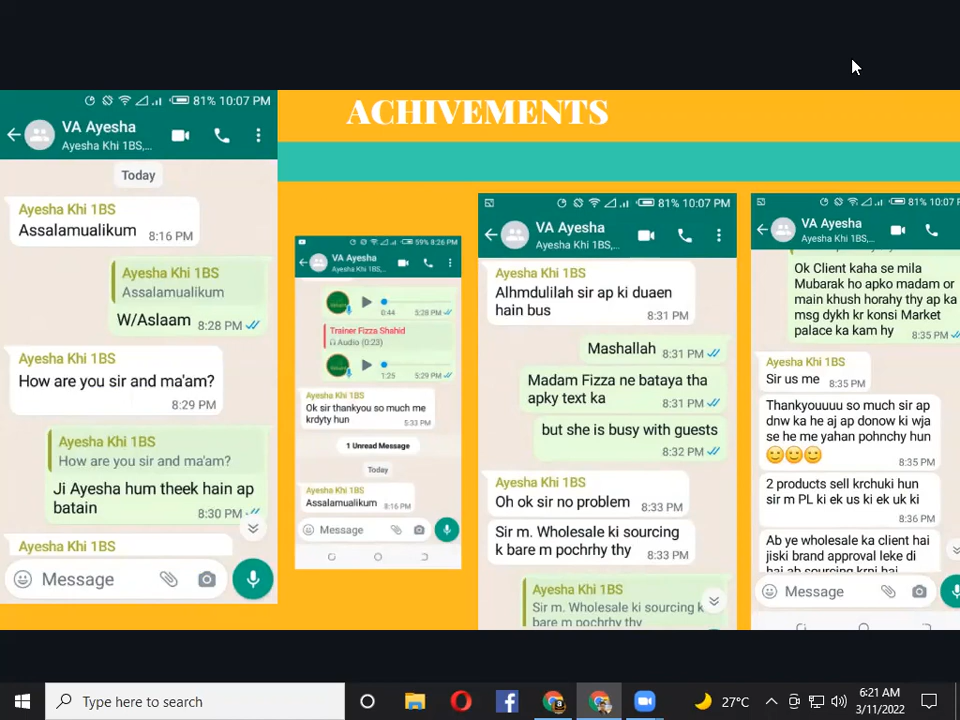 ACHIVEMENTS
81% 10:07 PM
VA Ayesha
Ayesha Khi 1BS,...
Today
Ayesha Khi 1BS
Assalamualikum
8:16 PM
Ayesha Khi 1BS
Assalamualikum
W/Aslaam 8:28 PM
Ayesha Khi 1BS
How are you sir and ma'am?
8:29 PM
Ayesha Khi 1BS
How are you sir and ma'am?
Ji Ayesha hum theek hain ap
batain
8:30 PM
Ayesha Khi 1BS
Message
59% 8:26 PM
VA Ayesha
Ayesha Khi 1BS,...
0:44 5:28 PM
Trainer Fizza Shahid
Audio (0:23)
1:25 5:29 PM
Ayesha Khi 1BS
Ok sir thankyou so much me
krdyty hun
5:33 PM
1 Unread Message
Today
Ayesha Khi 1BS
Assalamualikum 8:16 PM
Message
81% 10:07 PM
VA Ayesha
Ayesha Khi 1BS,...
Ayesha Khi 1BS
Alhmdulilah sir ap ki duaen
hain bus
8:31 PM
Mashallah 8:31 PM
Madam Fizza ne bataya tha
apky text ka
8:31 PM
but she is busy with guests
8:32 PM
Ayesha Khi 1BS
Oh ok sir no problem
8:33 PM
Sir m. Wholesale ki sourcing
k bare m pochrhy thy
8:33 PM
Ayesha Khi 1BS
Sir m. Wholesale ki sourcing k
bare m pochrhy thy
81% 10:07 PM
VA Ayesha
Ayesha Khi 1BS,...
Ok Client kaha se mila
Mubarak ho apko madam or
main khush horahy thy ap ka
msg dykh kr konsi Market
palace ka kam hy
8:35 PM
Ayesha Khi 1BS
Sir us me
8:35 PM
Thankyouuuu so much sir ap
dnw ka he aj ap donow ki wja
se he me yahan pohnchy hun
😊😊😊
8:35 PM
2 products sell krchuki hun
sir m PL ki ek us ki ek uk ki
8:36 PM
Ab ye wholesale ka client hai
jiski brand approval leke di
hai ab sourcing krni hai
Message
Type here to search
27°C
6:21 AM
3/11/2022